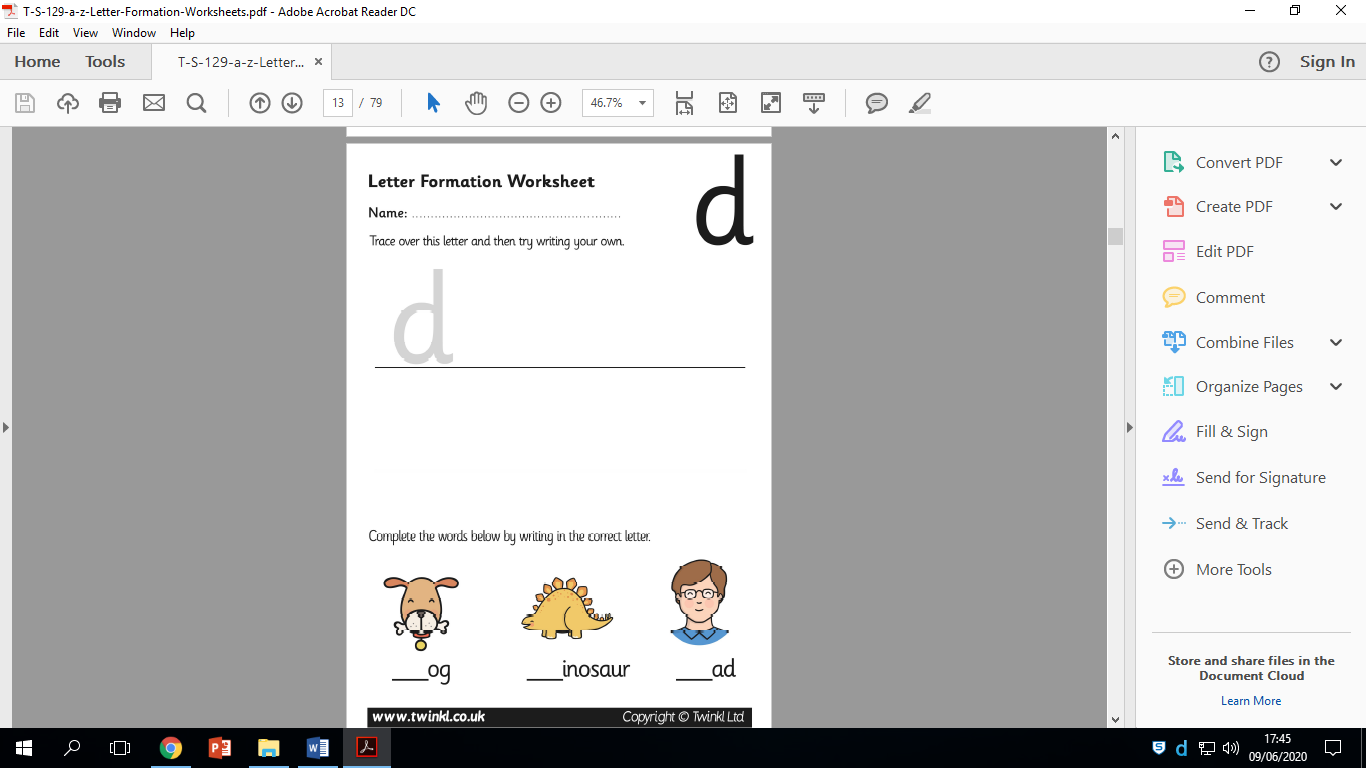 T-S-129-a-z-Letter-Formation-Worksheets.pdf - Adobe Acrobat Reader DC
File Edit View Window Help
Home Tools T-S-129-a-z-Letter... × Sign In
13 / 79 46.7%
Letter Formation Worksheet
d
Name: ........................................................
Trace over this letter and then try writing your own.
d
Complete the words below by writing in the correct letter.
___og ___inosaur ___ad
www.twinkl.co.uk Copyright © Twinkl Ltd
Convert PDF
Create PDF
Edit PDF
Comment
Combine Files
Organize Pages
Fill & Sign
Send for Signature
Send & Track
More Tools
Store and share files in the
Document Cloud
Learn More
17:45
09/06/2020